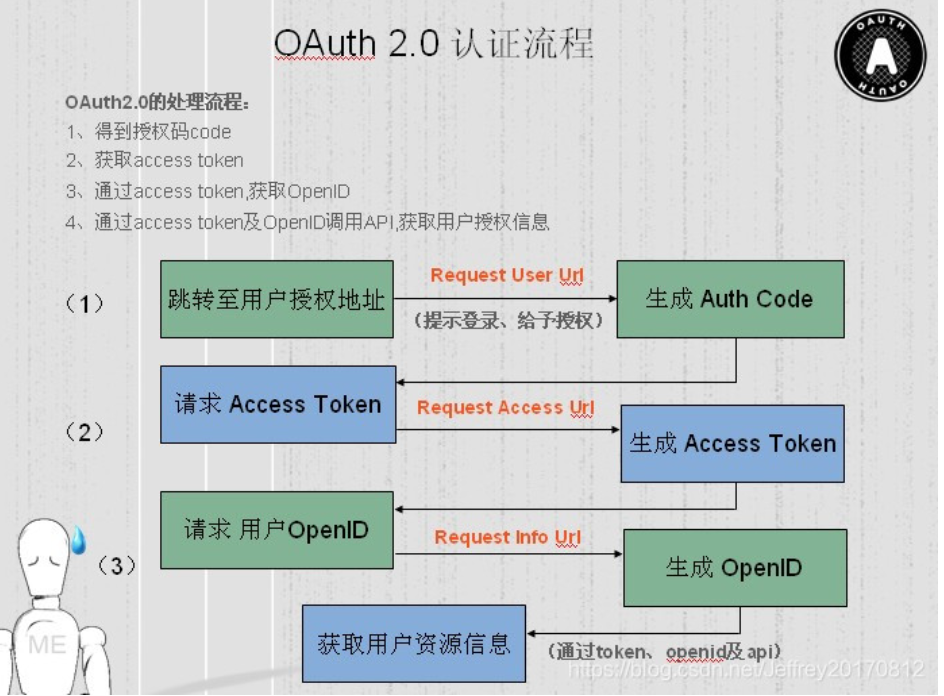 OAuth 2.0 认证流程
OAUTH
A
OAUTH
OAuth2.0的处理流程：
1、得到授权码code
2、获取access token
3、通过access token,获取OpenID
4、通过access token及OpenID调用API,获取用户授权信息
（1）
跳转至用户授权地址
Request User Url
（提示登录、给予授权）
生成 Auth Code
请求 Access Token
Request Access Url
（2）
生成 Access Token
请求 用户OpenID
Request Info Url
（3）
生成 OpenID
获取用户资源信息
（通过token、openid及api）
ME
https://blog.csdn.net/Jeffrey20170812